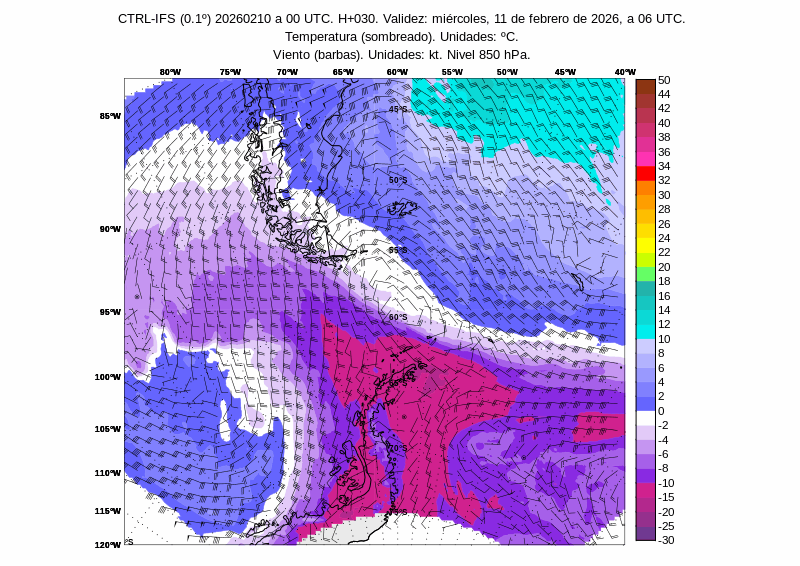 CTRL-IFS (0.1º) 20260210 a 00 UTC. H+030. Validez: miércoles, 11 de febrero de 2026, a 06 UTC.
Temperatura (sombreado). Unidades: ºC.
Viento (barbas). Unidades: kt. Nivel 850 hPa.
80°W 75°W 70°W 65°W 60°W 55°W 50°W 45°W 40°W
85°W
90°W
95°W
100°W
105°W
110°W
115°W
120°W
45°S
50°S
55°S
60°S
65°S
70°S
75°S
°S
50
44
42
40
38
36
34
32
30
28
26
24
22
20
18
16
14
12
10
8
6
4
2
0
-2
-4
-6
-8
-10
-15
-20
-25
-30